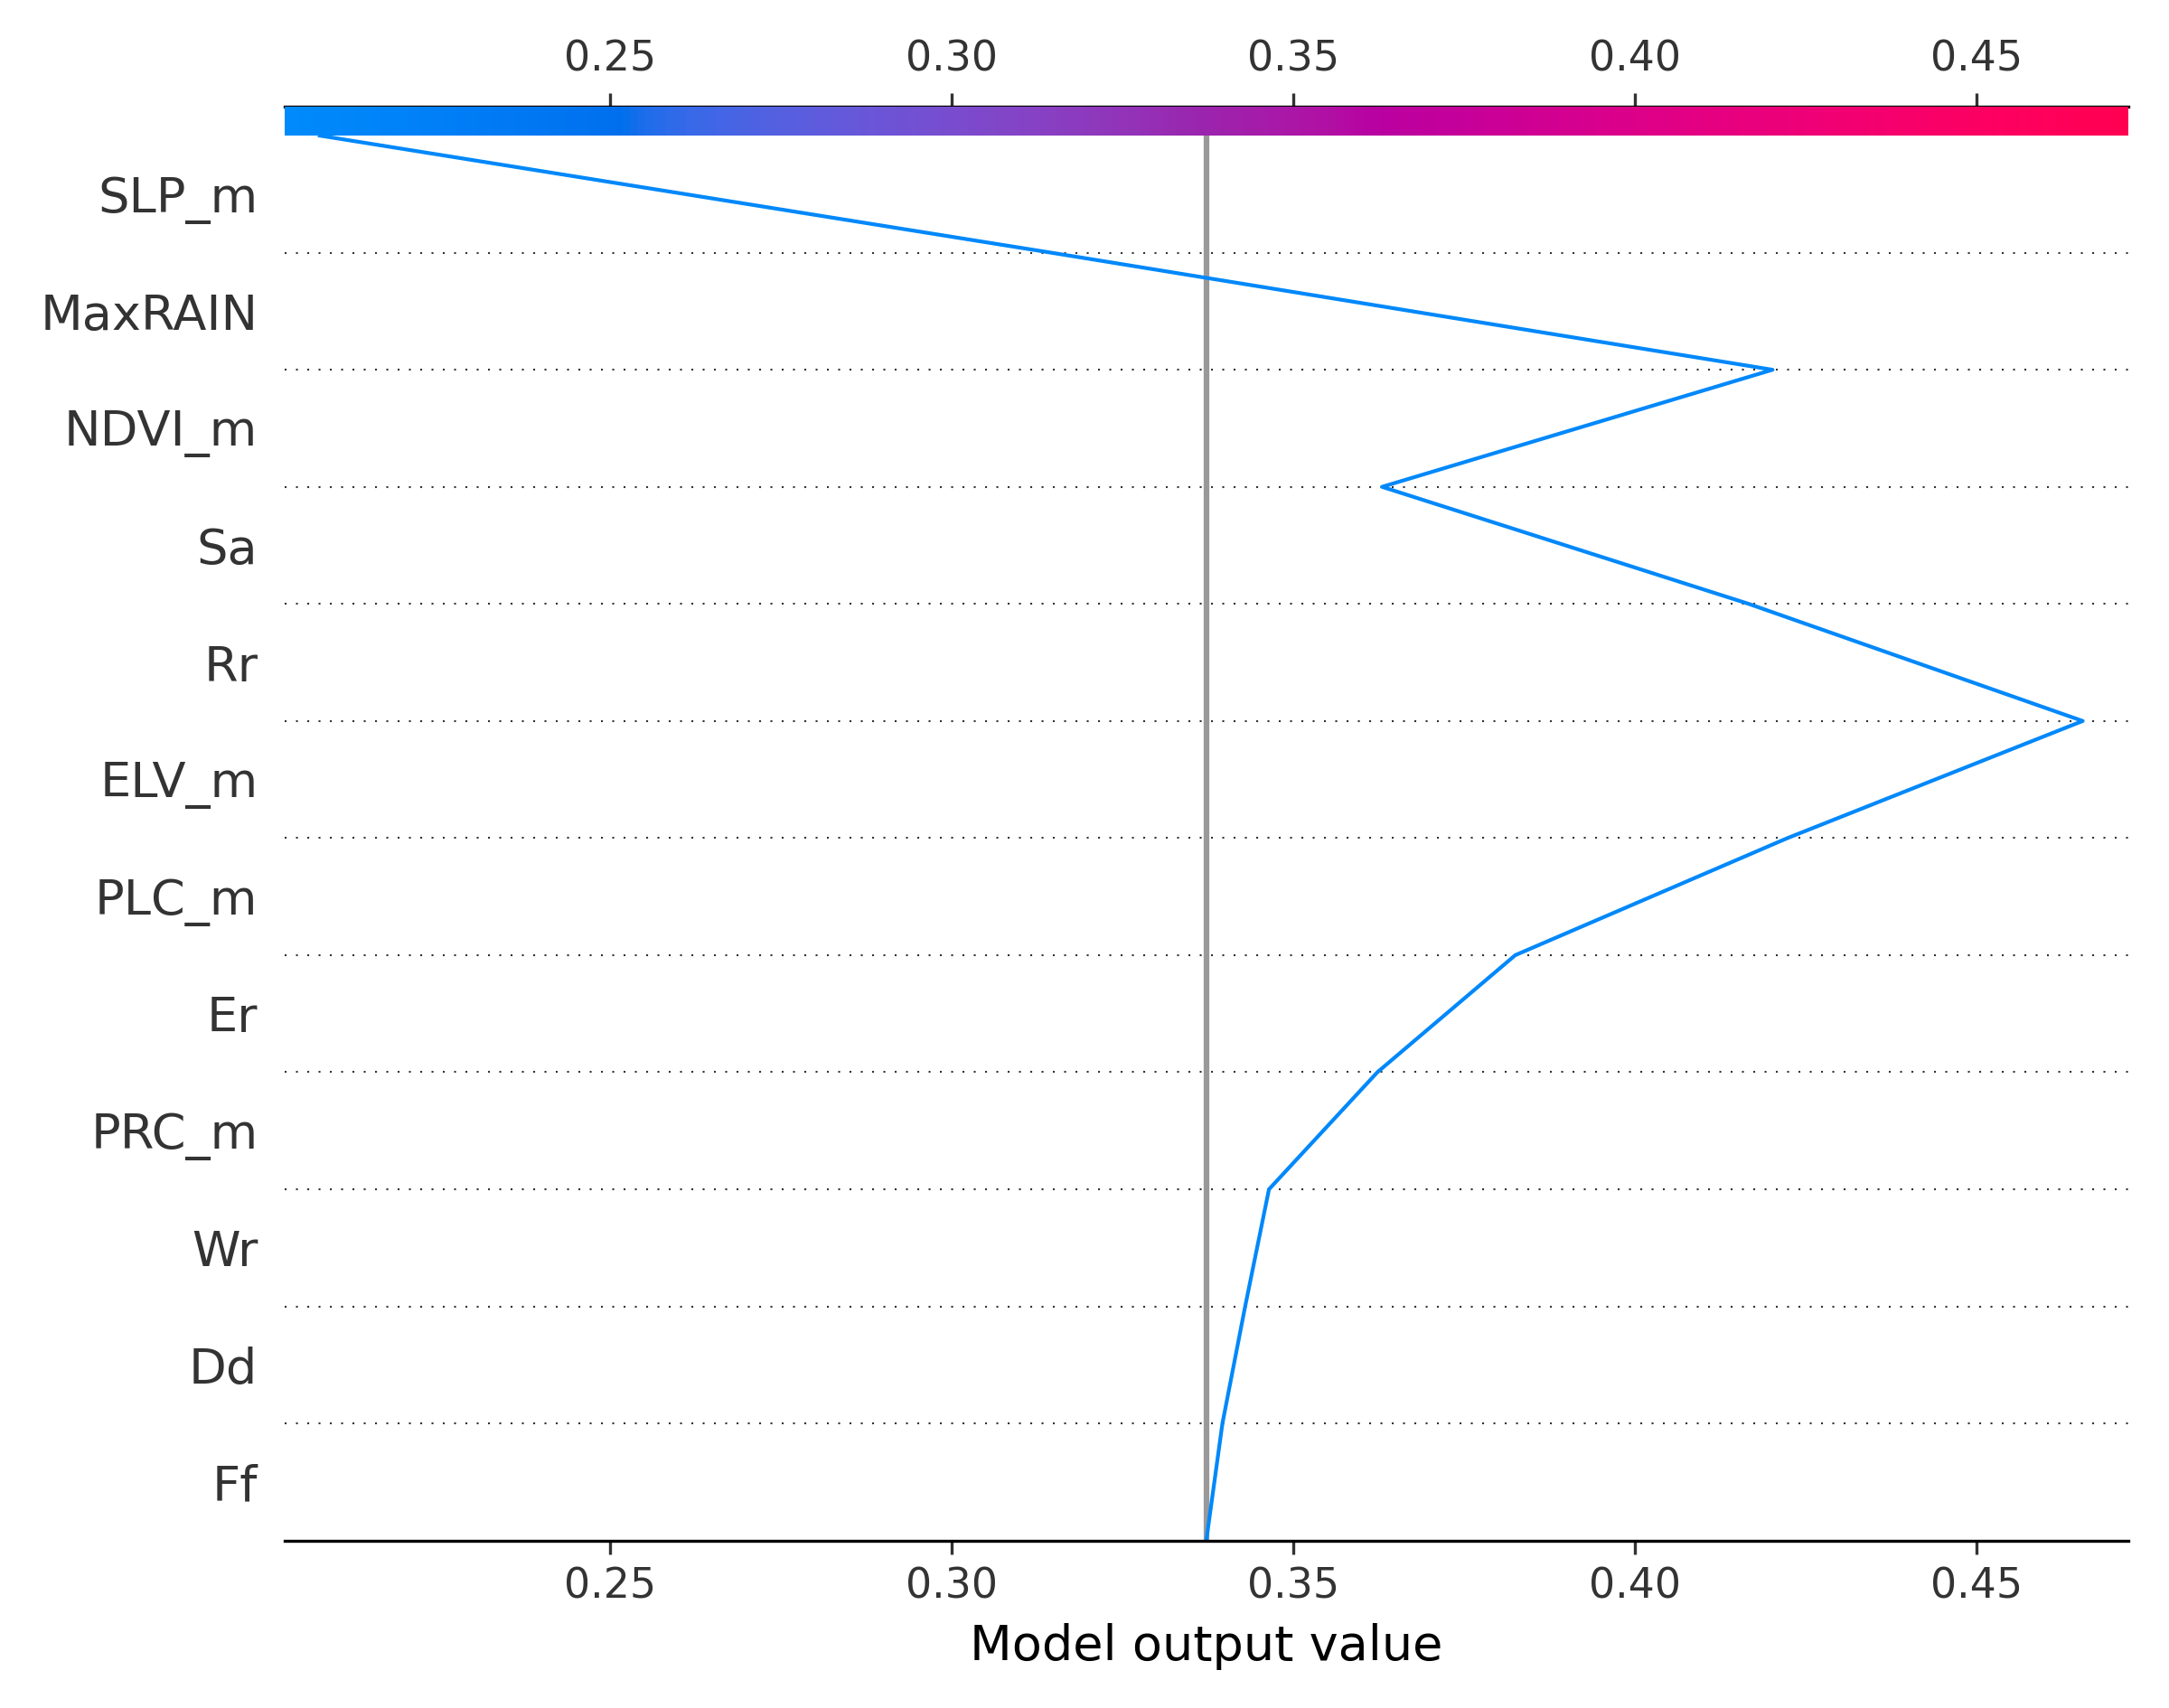 0.25 0.30 0.35 0.40 0.45
SLP_m
MaxRAIN
NDVI_m
Sa
Rr
ELV_m
PLC_m
Er
PRC_m
Wr
Dd
Ff
0.25 0.30 0.35 0.40 0.45
Model output value